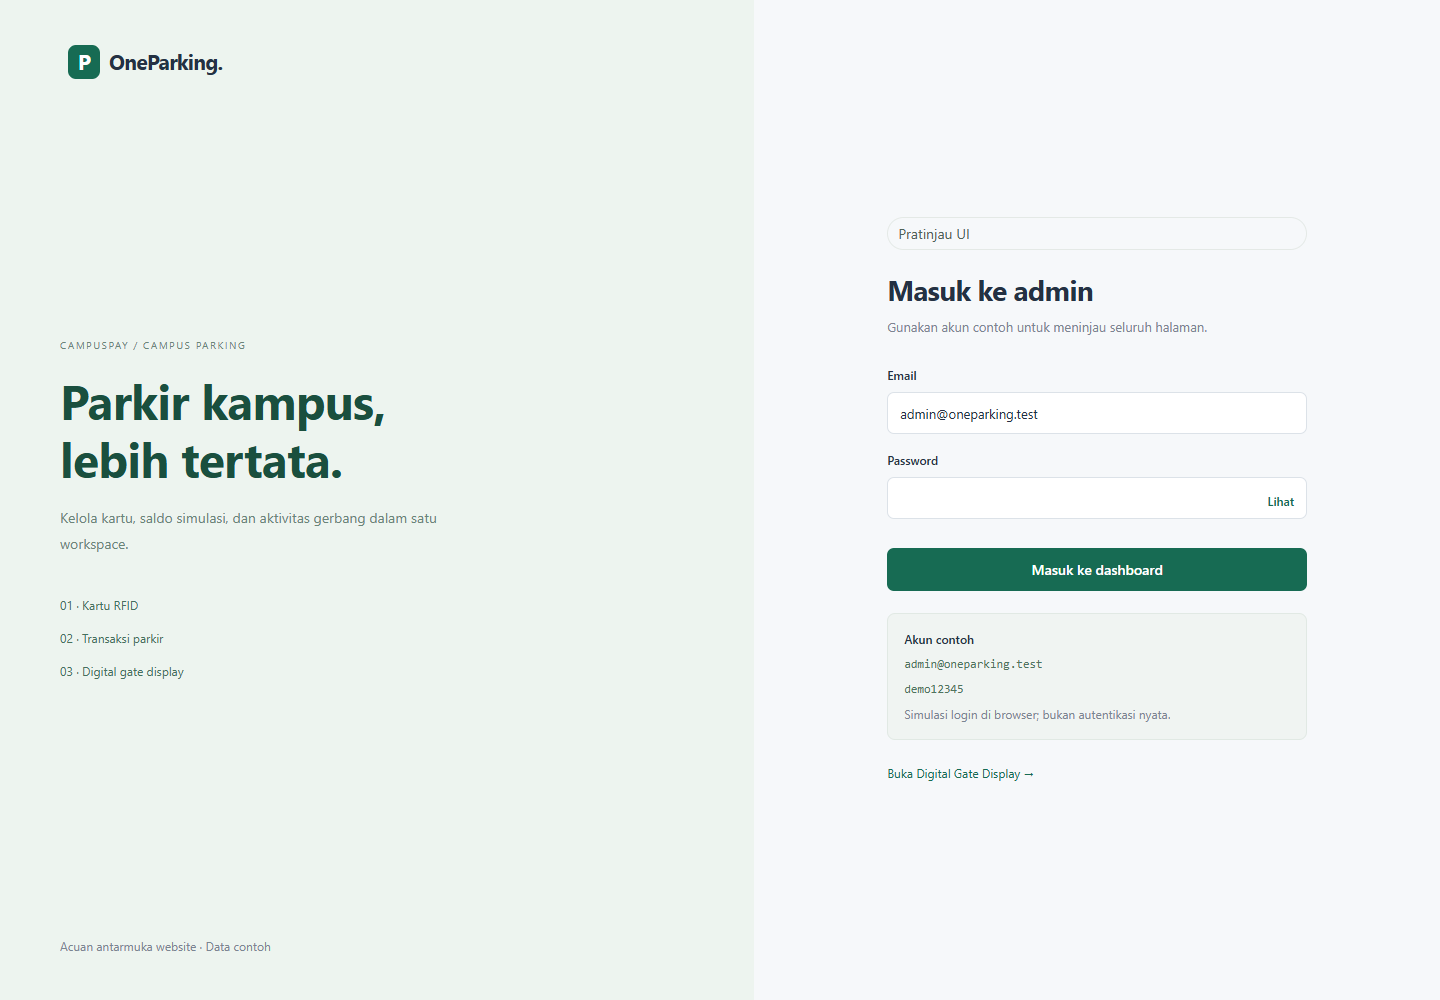 P OneParking.
CAMPUSPAY / CAMPUS PARKING
Parkir kampus,
lebih tertata.
Kelola kartu, saldo simulasi, dan aktivitas gerbang dalam satu
workspace.
01 · Kartu RFID
02 · Transaksi parkir
03 · Digital gate display
Acuan antarmuka website · Data contoh
Pratinjau UI
Masuk ke admin
Gunakan akun contoh untuk meninjau seluruh halaman.
Email
admin@oneparking.test
Password
Lihat
Masuk ke dashboard
Akun contoh
admin@oneparking.test
demo12345
Simulasi login di browser; bukan autentikasi nyata.
Buka Digital Gate Display →